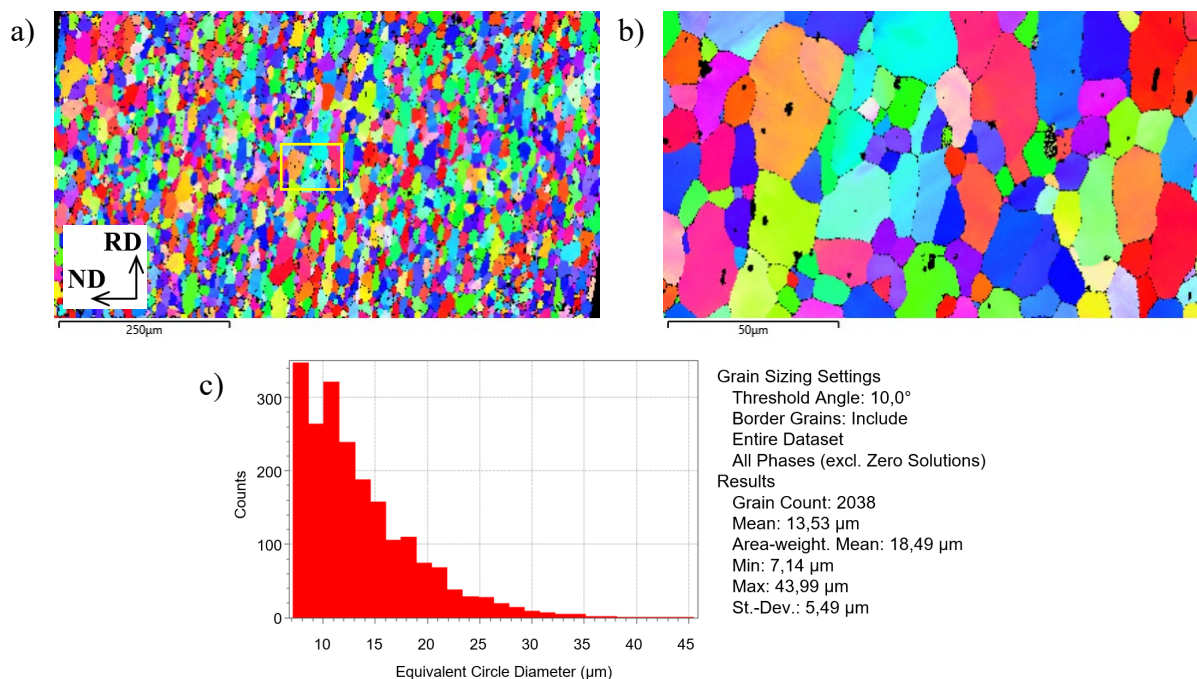 a)
b)
RD
ND
250µm
50µm
c)
300
200
100
0
Counts
10
15
20
25
30
35
40
45
Equivalent Circle Diameter (µm)
Grain Sizing Settings
Threshold Angle: 10,0°
Border Grains: Include
Entire Dataset
All Phases (excl. Zero Solutions)
Results
Grain Count: 2038
Mean: 13,53 µm
Area-weight. Mean: 18,49 µm
Min: 7,14 µm
Max: 43,99 µm
St.-Dev.: 5,49 µm